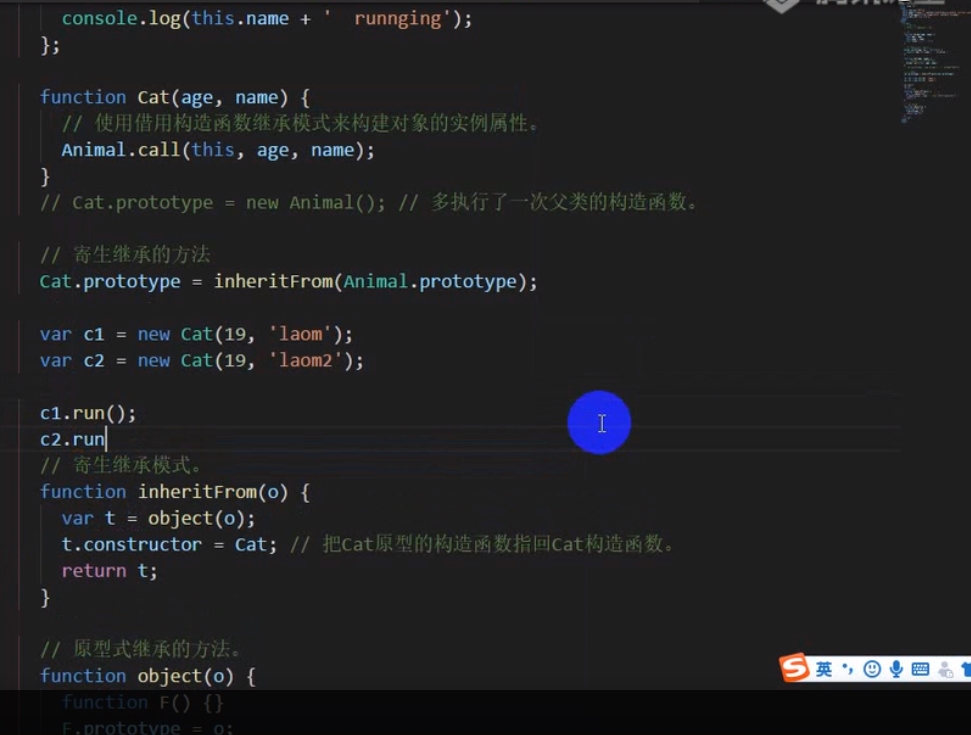 console.log(this.name + '  runnging');
};
function Cat(age, name) {
// 使用借用构造函数继承模式来构建对象的实例属性。
Animal.call(this, age, name);
}
// Cat.prototype = new Animal(); // 多执行了一次父类的构造函数。
// 寄生继承的方法
Cat.prototype = inheritFrom(Animal.prototype);
var c1 = new Cat(19, 'laom');
var c2 = new Cat(19, 'laom2');
c1.run();
c2.run
// 寄生继承模式。
function inheritFrom(o) {
var t = object(o);
t.constructor = Cat; // 把Cat原型的构造函数指回Cat构造函数。
return t;
}
// 原型式继承的方法。
function object(o) {
function F() {}
F.prototype = o;
英